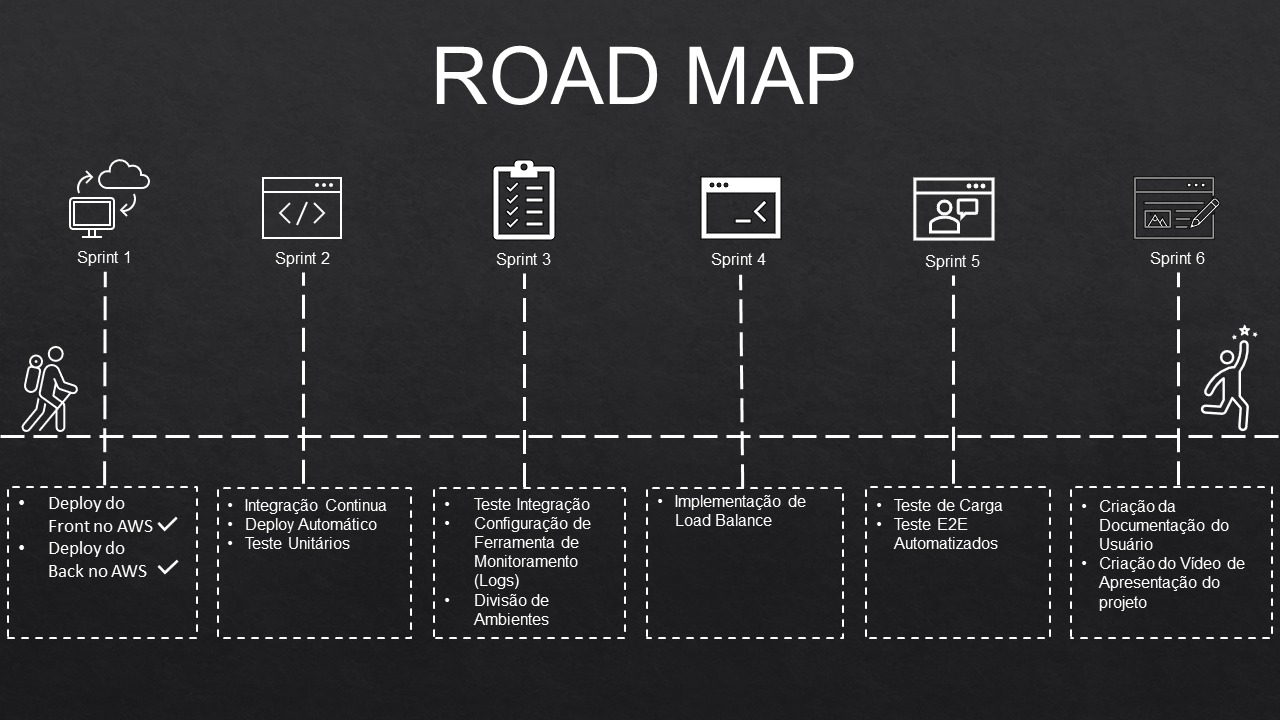 ROAD MAP
Sprint 1
Sprint 2
Sprint 3
Sprint 4
Sprint 5
Sprint 6
• Deploy do
Front no AWS
• Deploy do
Back no AWS
• Integração Continua
• Deploy Automático
• Teste Unitários
• Teste Integração
• Configuração de
Ferramenta de
Monitoramento
(Logs)
• Divisão de
Ambientes
• Implementação de
Load Balance
• Teste de Carga
• Teste E2E
Automatizados
• Criação da
Documentação do
Usuário
• Criação do Vídeo de
Apresentação do
projeto